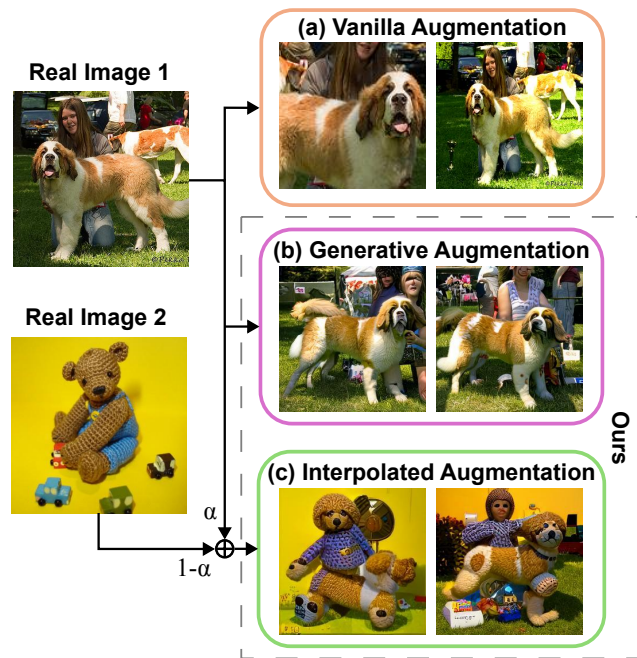 (a) Vanilla Augmentation
Real Image 1
(b) Generative Augmentation
Real Image 2
Ours
(c) Interpolated Augmentation
α
1-α